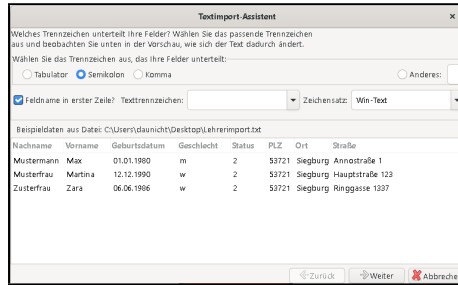 Textimport-Assistent
Welches Trennzeichen unterteilt Ihre Felder? Wählen Sie das passende Trennzeichen
aus und beobachten Sie unten in der Vorschau, wie sich der Text dadurch ändert.
Wählen Sie das Trennzeichen aus, das Ihre Felder unterteilt:
Tabulator Semikolon Komma Anderes:
Feldname in erster Zeile? Texttrennzeichen: Zeichensatz: Win-Text
Beispieldaten aus Datei: C:\Users\daunicht\Desktop\Lehrerimport.txt
Nachname Vorname Geburtsdatum Geschlecht Status PLZ Ort Straße
Mustermann Max 01.01.1980 m 2 53721 Siegburg Annostraße 1
Musterfrau Martina 12.12.1990 w 2 53721 Siegburg Hauptstraße 123
Zusterfrau Zara 06.06.1986 w 2 53721 Siegburg Ringgasse 1337
Zurück Weiter Abbreche